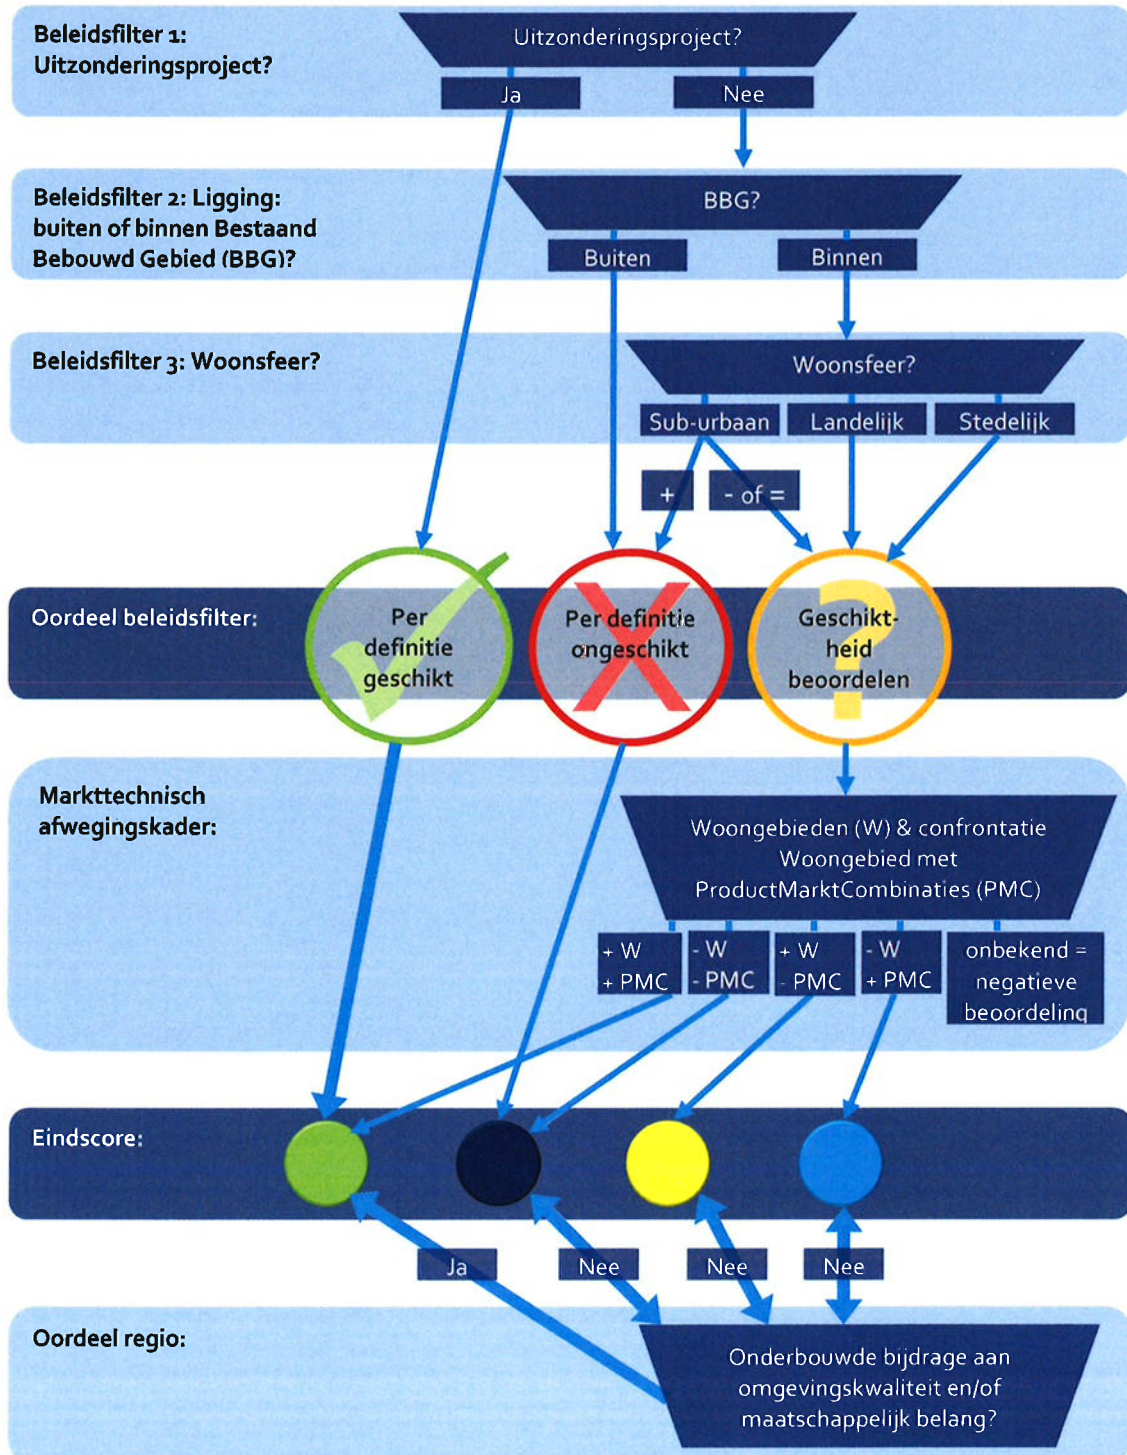 Beleidsfilter 1:
Uitzonderingsproject?
Uitzonderingsproject?
Ja
Nee
Beleidsfilter 2: Ligging:
buiten of binnen Bestaand
Bebouwd Gebied (BBG)?
BBG?
Buiten
Binnen
Beleidsfilter 3: Woonsfeer?
Woonsfeer?
Sub-urbaan
Landelijk
Stedelijk
+
- of =
Oordeel beleidsfilter:
Per
definitie
geschikt
Per definitie
ongeschikt
Geschikt-
heid
beoordelen
?
Markttechnisch
afwegingskader:
Woongebieden (W) & confrontatie
Woongebied met
ProductMarktCombinaties (PMC)
+ W
+ PMC
- W
- PMC
+ W
- PMC
- W
+ PMC
onbekend =
negatieve
beoordeling
Eindscore:
Ja
Nee
Nee
Nee
Oordeel regio:
Onderbouwde bijdrage aan
omgevingskwaliteit en/of
maatschappelijk belang?